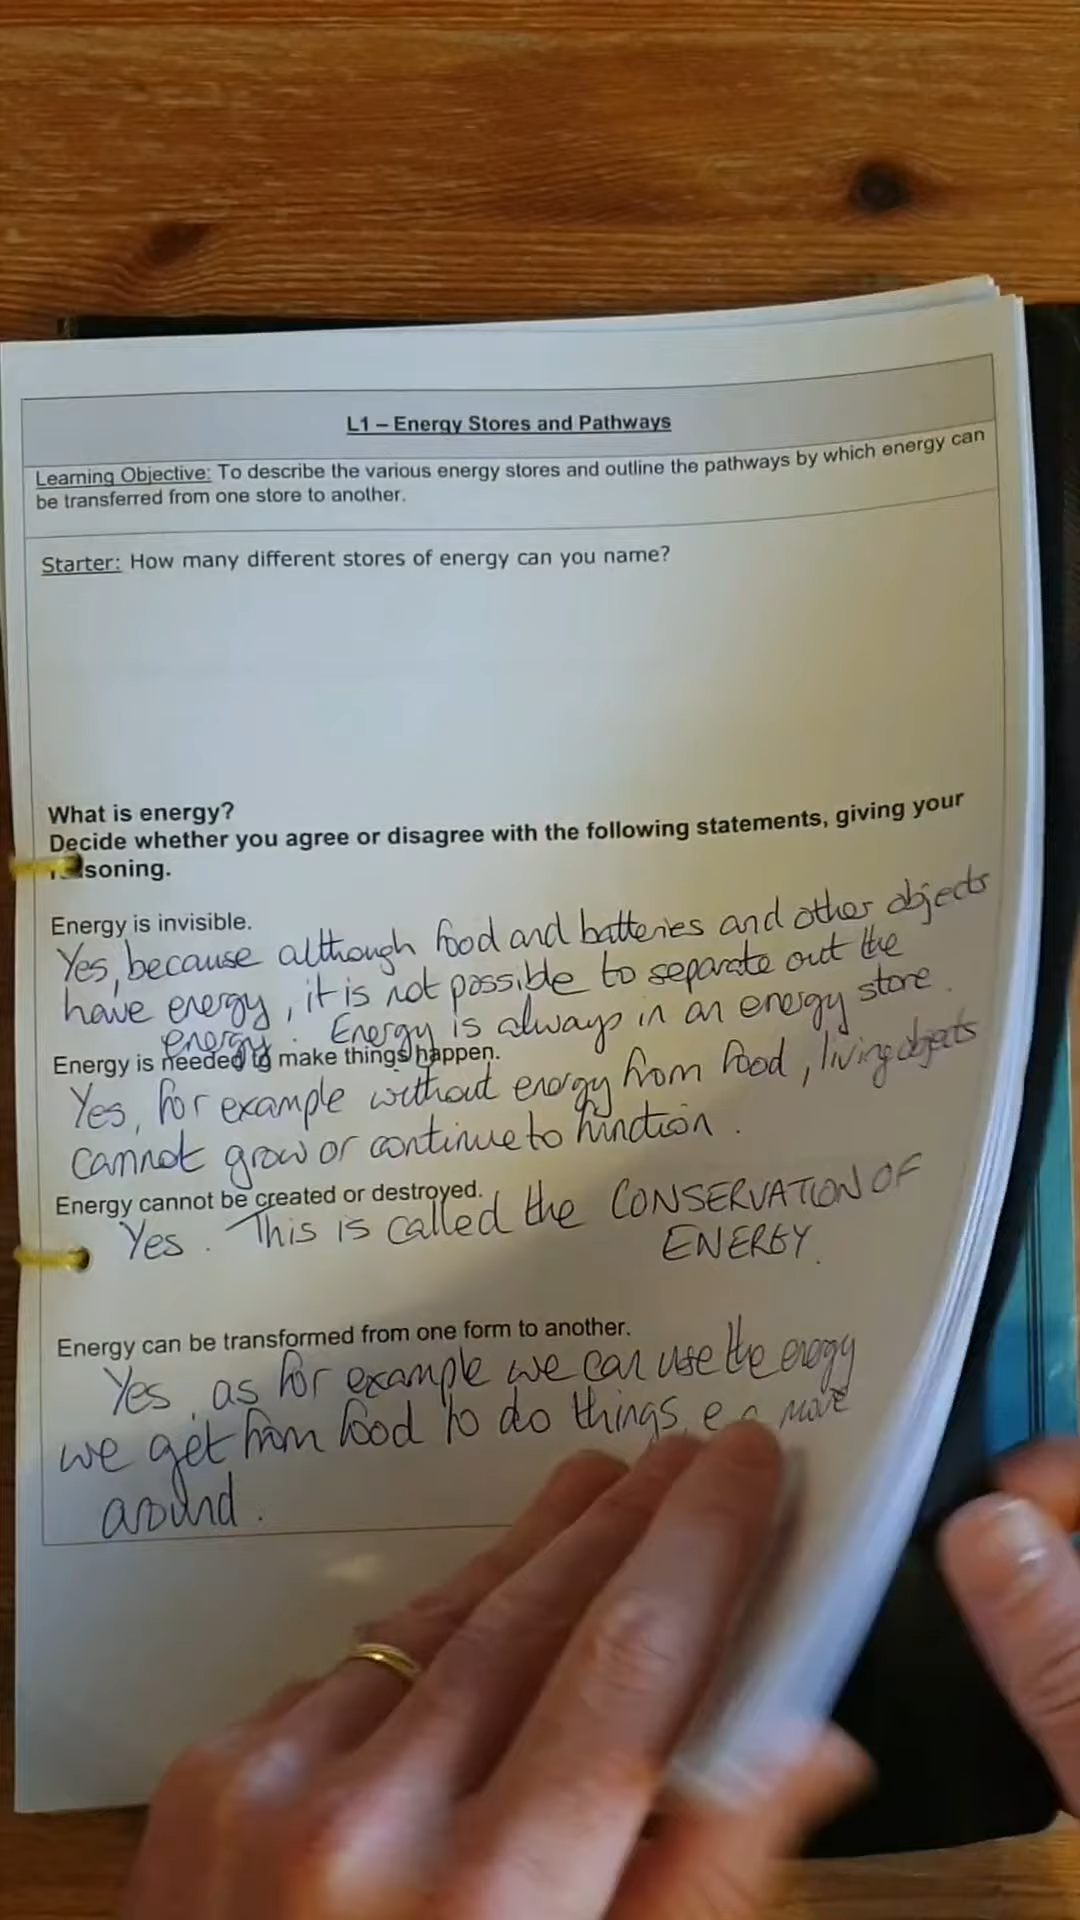 L1 – Energy Stores and Pathways
Learning Objective: To describe the various energy stores and outline the pathways by which energy can
be transferred from one store to another.
Starter: How many different stores of energy can you name?
What is energy?
Decide whether you agree or disagree with the following statements, giving your
soning.
Energy is invisible.
Yes, because although food and batteries and other objects
have energy, it is not possible to separate out the
energy. Energy is always in an energy store.
Energy is needed to make things happen.
Yes, for example without energy from food, living objects
cannot grow or continue to function.
Energy cannot be created or destroyed.
Yes. This is called the CONSERVATION OF
ENERGY.
Energy can be transformed from one form to another.
Yes, as for example we can use the energy
we get from food to do things, e.g. move
around.